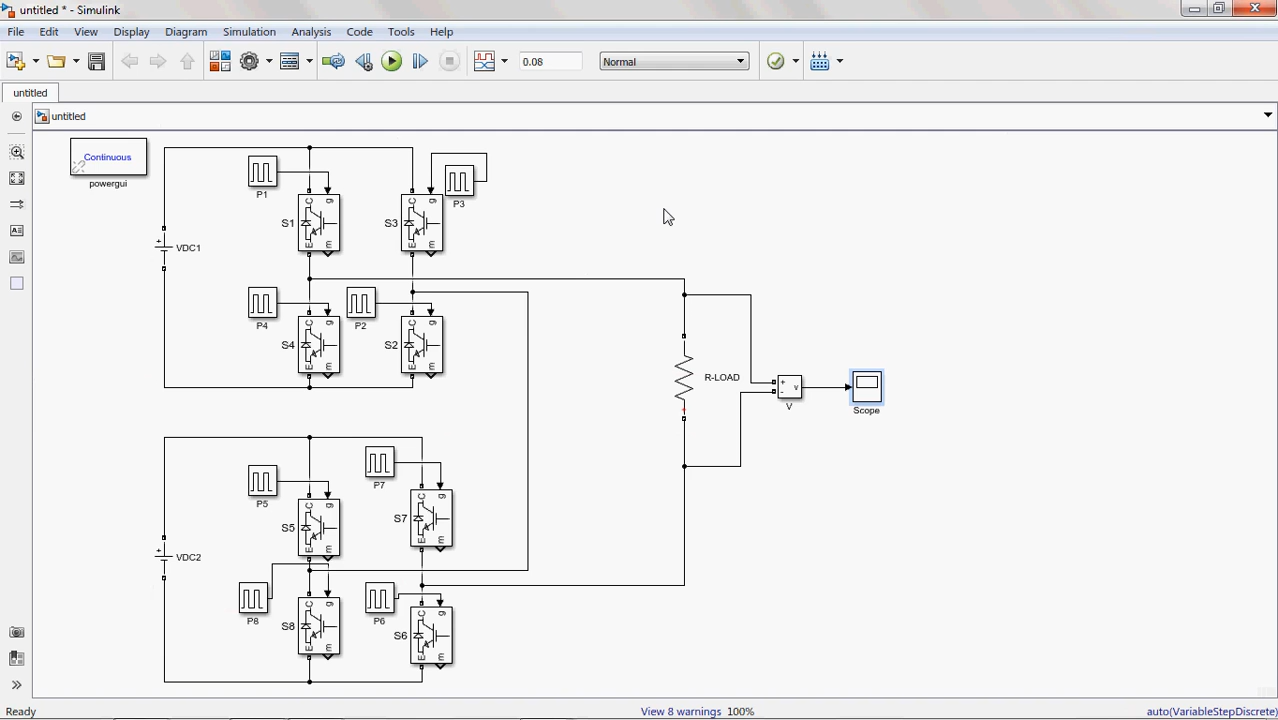 untitled * - Simulink
File Edit View Display Diagram Simulation Analysis Code Tools Help
0.08 Normal
untitled
untitled
Continuous
powergui
P1
P3
S1
S3
C g
E m
C g
E m
+
VDC1
P4
P2
S4
S2
C g
E m
C g
E m
R-LOAD
+
-
v
V
Scope
P5
P7
S5
S7
C g
E m
C g
E m
+
VDC2
P8
P6
S8
S6
C g
E m
C g
E m
Ready
View 8 warnings 100%
auto(VariableStepDiscrete)